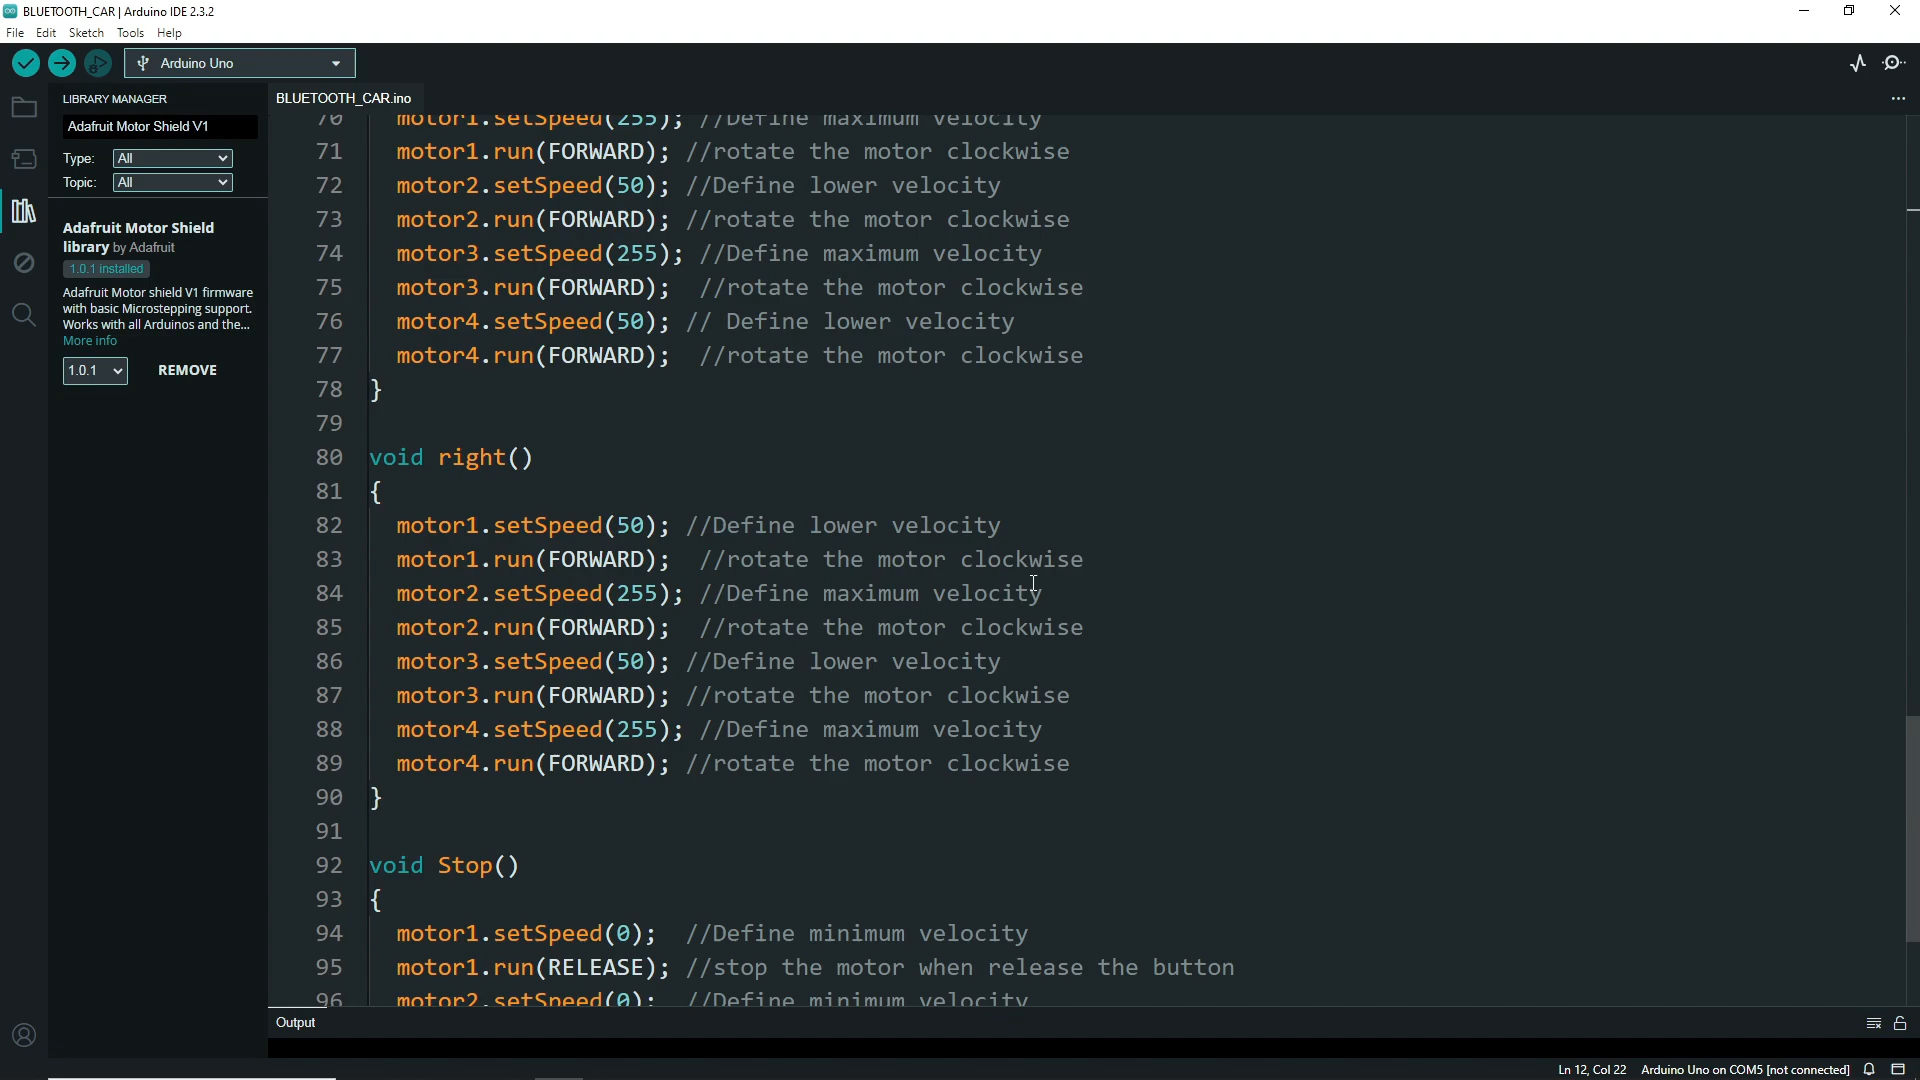 BLUETOOTH_CAR | Arduino IDE 2.3.2
File Edit Sketch Tools Help
Arduino Uno
LIBRARY MANAGER
Adafruit Motor Shield V1
Type: All
Topic: All
Adafruit Motor Shield
library by Adafruit
1.0.1 installed
Adafruit Motor shield V1 firmware
with basic Microstepping support.
Works with all Arduinos and the...
More info
1.0.1 REMOVE
BLUETOOTH_CAR.ino
70 motor1.setSpeed(255); //Define maximum velocity
71 motor1.run(FORWARD); //rotate the motor clockwise
72 motor2.setSpeed(50); //Define lower velocity
73 motor2.run(FORWARD); //rotate the motor clockwise
74 motor3.setSpeed(255); //Define maximum velocity
75 motor3.run(FORWARD);  //rotate the motor clockwise
76 motor4.setSpeed(50); // Define lower velocity
77 motor4.run(FORWARD);  //rotate the motor clockwise
78 }
79
80 void right()
81 {
82 motor1.setSpeed(50); //Define lower velocity
83 motor1.run(FORWARD);  //rotate the motor clockwise
84 motor2.setSpeed(255); //Define maximum velocity
85 motor2.run(FORWARD);  //rotate the motor clockwise
86 motor3.setSpeed(50); //Define lower velocity
87 motor3.run(FORWARD); //rotate the motor clockwise
88 motor4.setSpeed(255); //Define maximum velocity
89 motor4.run(FORWARD); //rotate the motor clockwise
90 }
91
92 void Stop()
93 {
94 motor1.setSpeed(0);  //Define minimum velocity
95 motor1.run(RELEASE); //stop the motor when release the button
96 motor2.setSpeed(0);  //Define minimum velocity
Output
Ln 12, Col 22 Arduino Uno on COM5 [not connected]